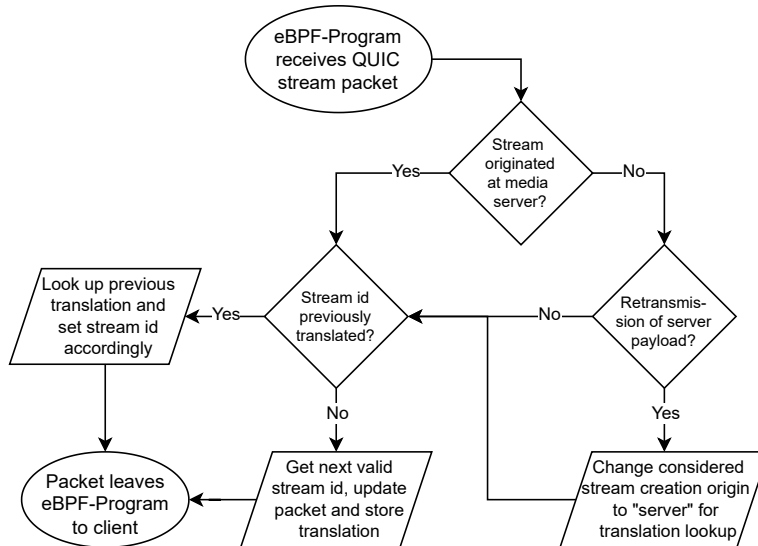 eBPF-Program
receives QUIC
stream packet
Stream
originated
at media
server?
Yes
No
Look up previous
translation and
set stream id
accordingly
Yes
Stream id
previously
translated?
No
Retransmis-
sion of server
payload?
No
Yes
Packet leaves
eBPF-Program
to client
Get next valid
stream id, update
packet and store
translation
Change considered
stream creation origin
to "server" for
translation lookup